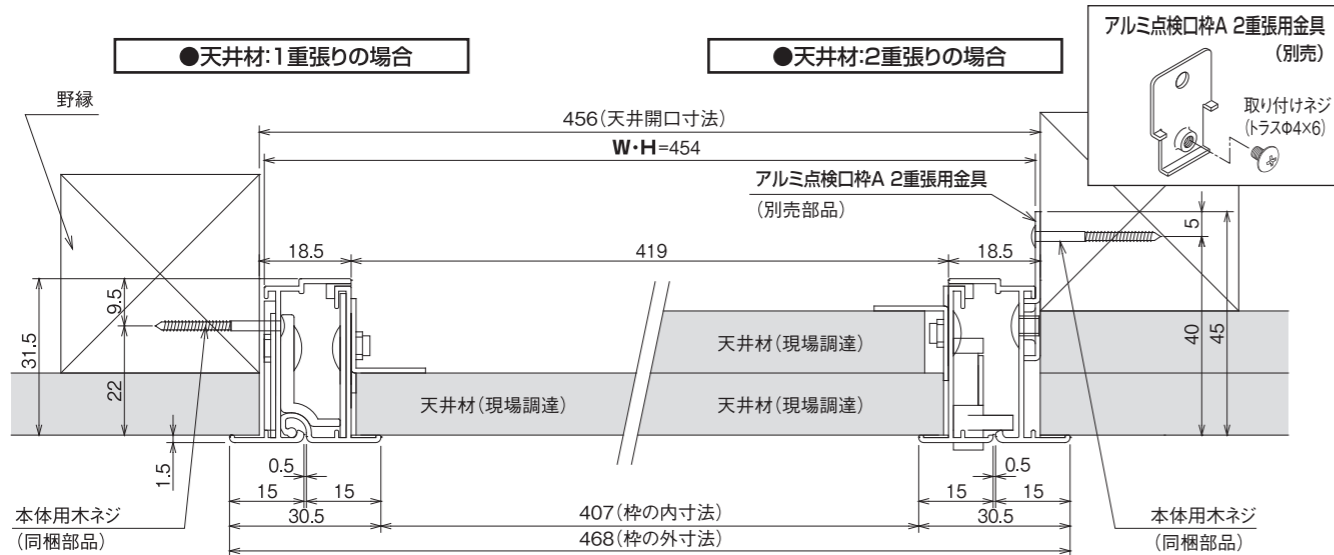 ●天井材:1重張りの場合
●天井材:2重張りの場合
アルミ点検口枠A 2重張用金具
(別売)
取り付けネジ
(トラスΦ4×6)
野縁
456(天井開口寸法)
W・H=454
アルミ点検口枠A 2重張用金具
(別売部品)
18.5
419
18.5
5
9.5
31.5
22
40
45
天井材(現場調達)
天井材(現場調達)
天井材(現場調達)
1.5
0.5
15
15
30.5
0.5
15
15
30.5
407(枠の内寸法)
468(枠の外寸法)
本体用木ネジ
(同梱部品)
本体用木ネジ
(同梱部品)